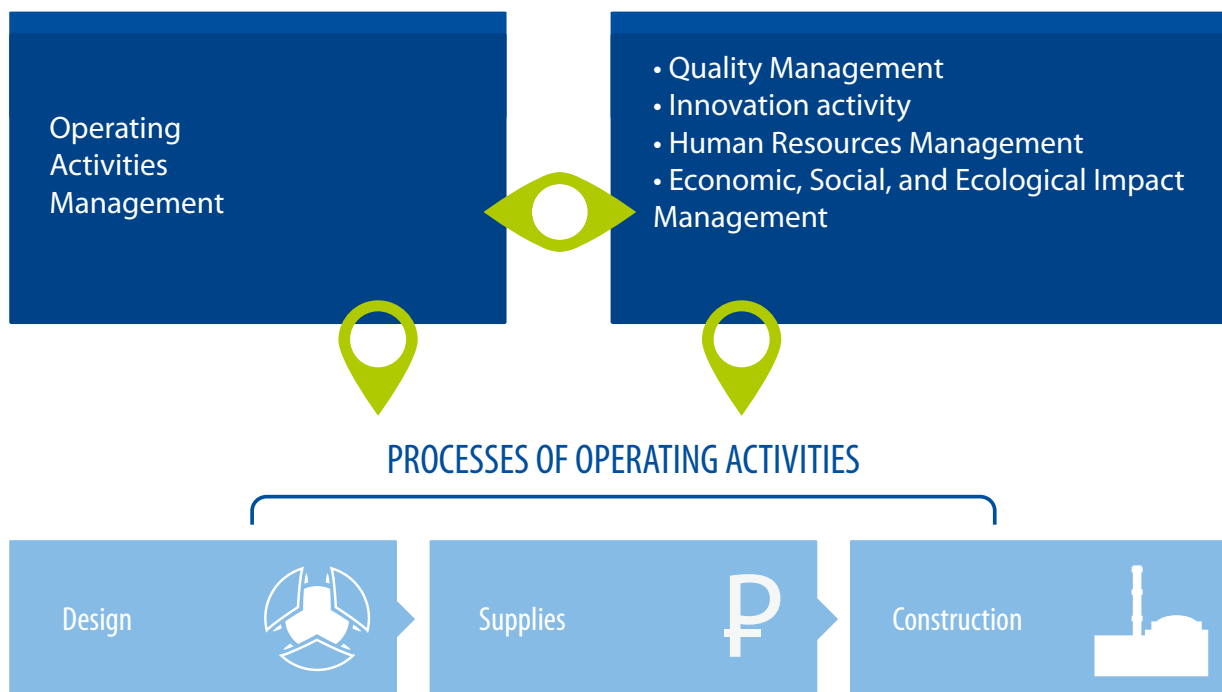 Operating
Activities
Management
• Quality Management
• Innovation activity
• Human Resources Management
• Economic, Social, and Ecological Impact
Management
PROCESSES OF OPERATING ACTIVITIES
Design
Supplies
Construction